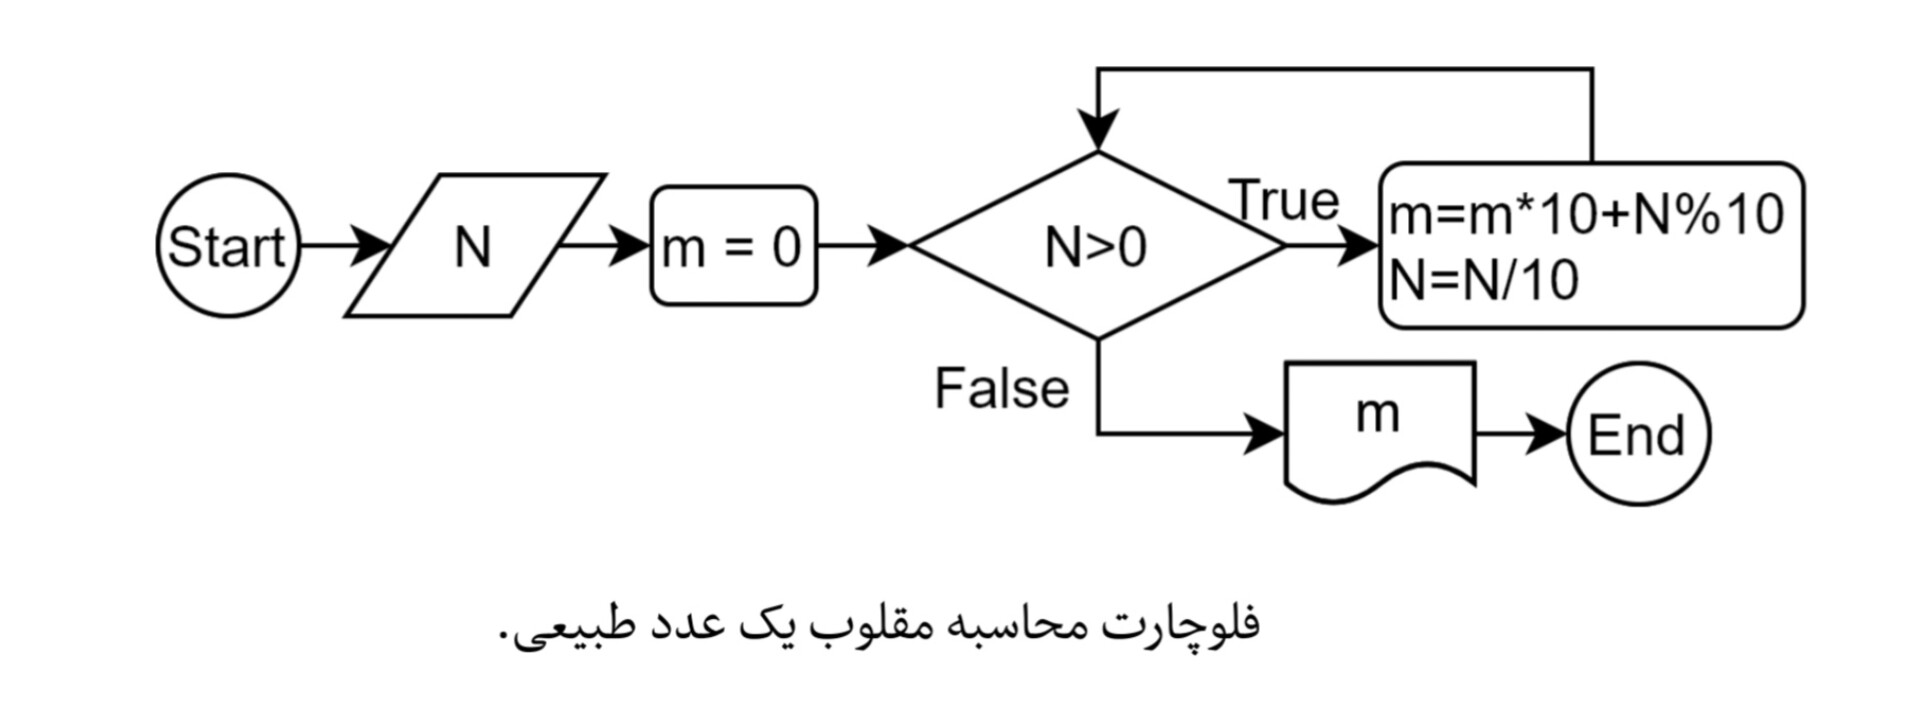 Start
N
m = 0
N>0
True
m=m*10+N%10
N=N/10
False
m
End
فلوچارت محاسبه مقلوب یک عدد طبیعی.